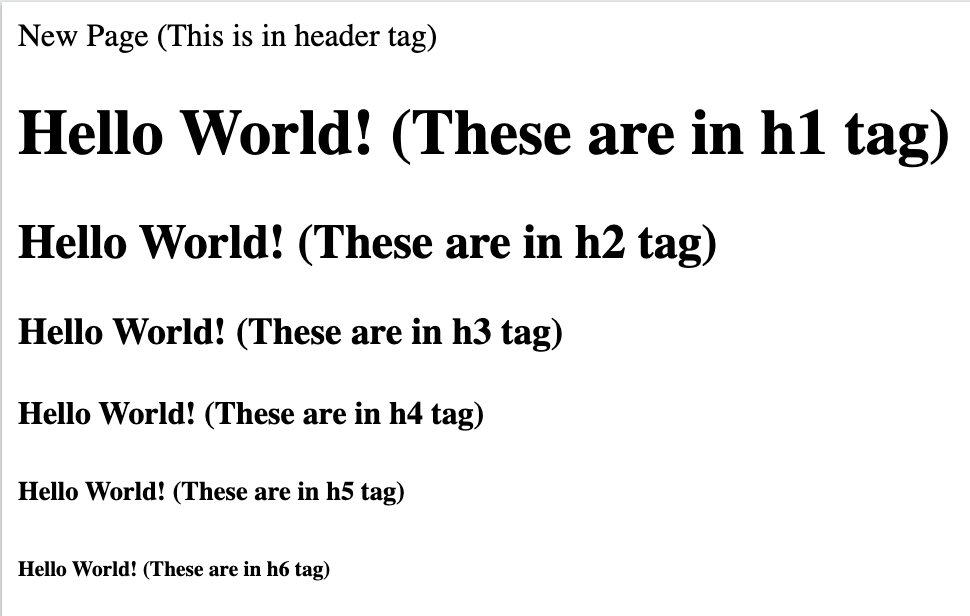 New Page (This is in header tag)
Hello World! (These are in h1 tag)
Hello World! (These are in h2 tag)
Hello World! (These are in h3 tag)
Hello World! (These are in h4 tag)
Hello World! (These are in h5 tag)
Hello World! (These are in h6 tag)